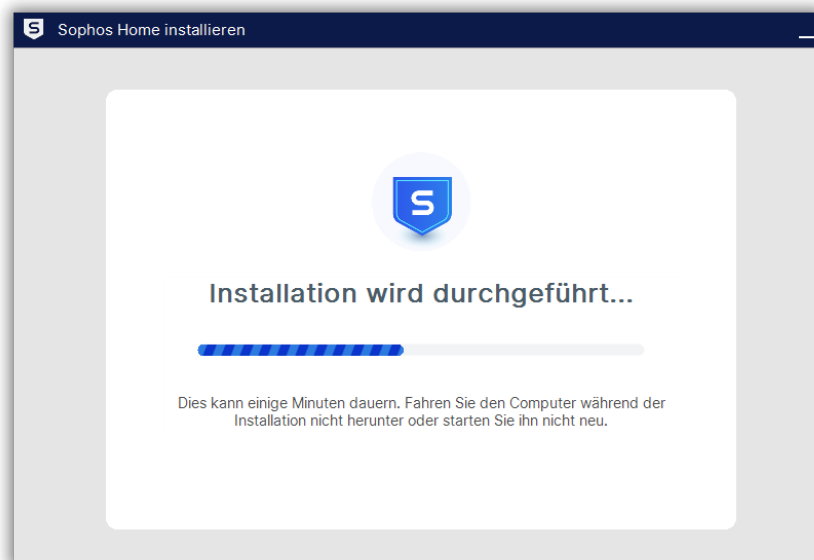 S Sophos Home installieren
S
Installation wird durchgeführt...
Dies kann einige Minuten dauern. Fahren Sie den Computer während der
Installation nicht herunter oder starten Sie ihn nicht neu.